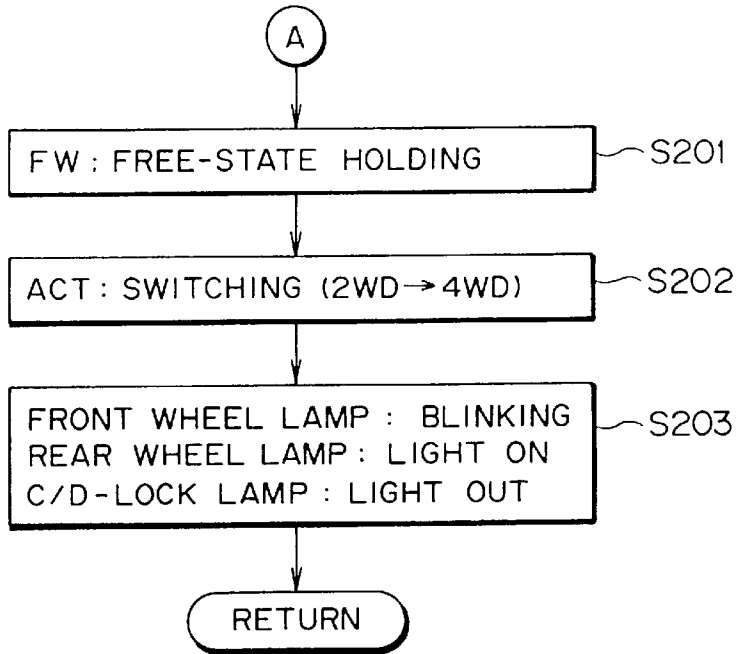 A
FW : FREE-STATE HOLDING
S201
ACT : SWITCHING (2WD→4WD)
S202
FRONT WHEEL LAMP : BLINKING
REAR WHEEL LAMP : LIGHT ON
C/D-LOCK LAMP : LIGHT OUT
S203
RETURN